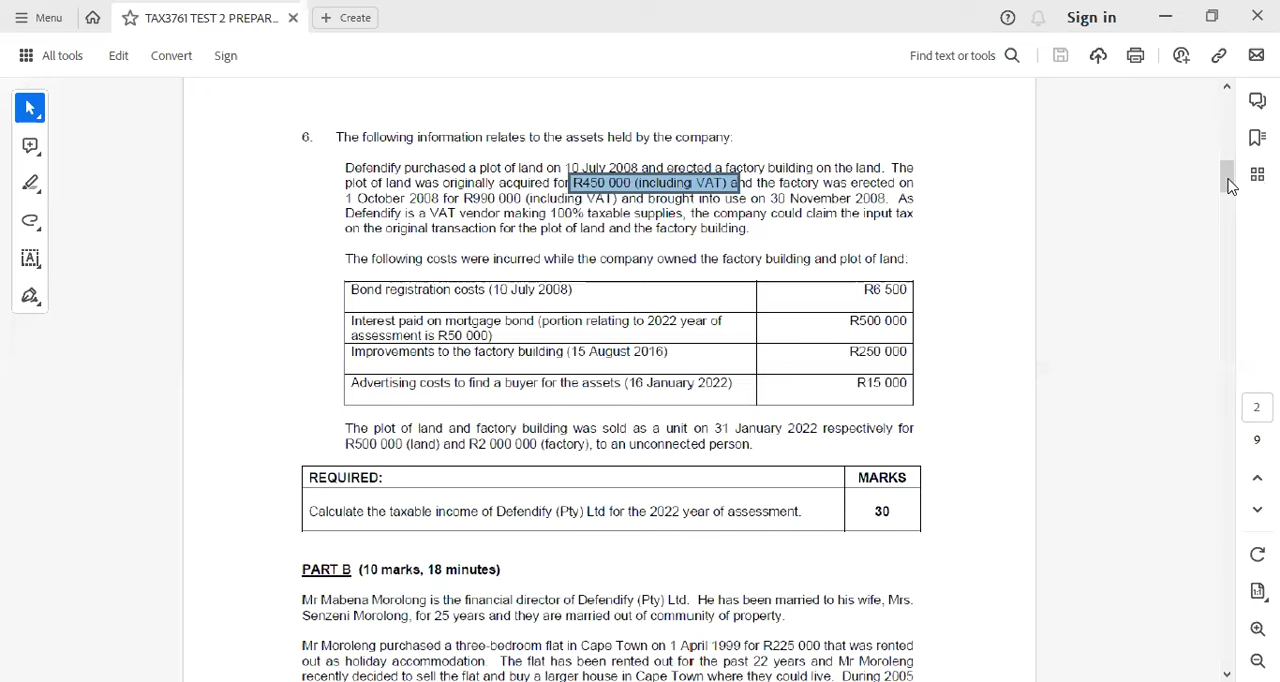 Menu
TAX3761 TEST 2 PREPAR...
Create
Sign in
All tools
Edit
Convert
Sign
Find text or tools
6. The following information relates to the assets held by the company:
Defendify purchased a plot of land on 10 July 2008 and erected a factory building on the land. The
plot of land was originally acquired for R450 000 (including VAT) and the factory was erected on
1 October 2008 for R990 000 (including VAT) and brought into use on 30 November 2008. As
Defendify is a VAT vendor making 100% taxable supplies, the company could claim the input tax
on the original transaction for the plot of land and the factory building.
The following costs were incurred while the company owned the factory building and plot of land:
Bond registration costs (10 July 2008) R6 500
Interest paid on mortgage bond (portion relating to 2022 year of R500 000
assessment is R50 000)
Improvements to the factory building (15 August 2016) R250 000
Advertising costs to find a buyer for the assets (16 January 2022) R15 000
The plot of land and factory building was sold as a unit on 31 January 2022 respectively for
R500 000 (land) and R2 000 000 (factory), to an unconnected person.
REQUIRED: MARKS
Calculate the taxable income of Defendify (Pty) Ltd for the 2022 year of assessment. 30
PART B (10 marks, 18 minutes)
Mr Mabena Morolong is the financial director of Defendify (Pty) Ltd. He has been married to his wife, Mrs.
Senzeni Morolong, for 25 years and they are married out of community of property.
Mr Moroleng purchased a three-bedroom flat in Cape Town on 1 April 1999 for R225 000 that was rented
out as holiday accommodation. The flat has been rented out for the past 22 years and Mr Moroleng
recently decided to sell the flat and buy a larger house in Cape Town where they could live. During 2005
2
9